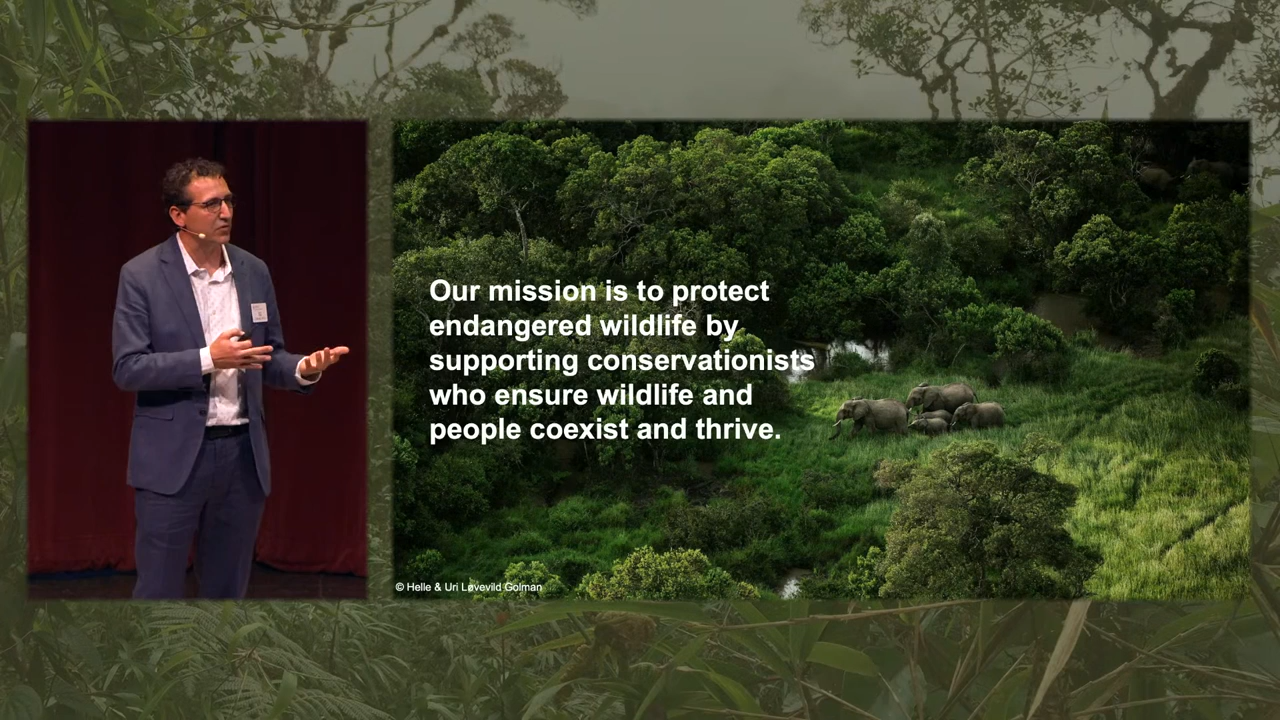 Our mission is to protect
endangered wildlife by
supporting conservationists
who ensure wildlife and
people coexist and thrive.
© Helle & Uri Løvevild Golman